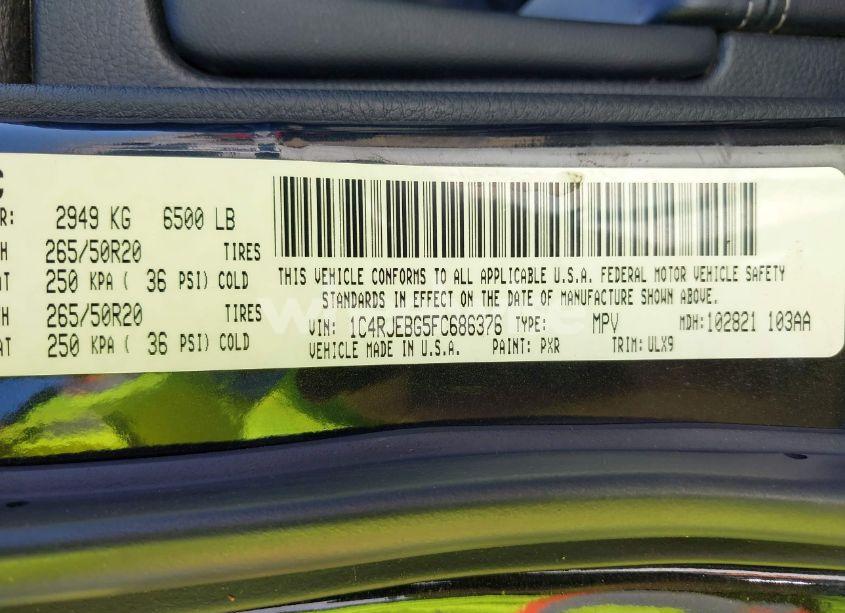 C
R: 2949 KG 6500 LB
H 265/50R20 TIRES
AT 250 KPA ( 36 PSI) COLD
H 265/50R20 TIRES
AT 250 KPA ( 36 PSI) COLD
THIS VEHICLE CONFORMS TO ALL APPLICABLE U.S.A. FEDERAL MOTOR VEHICLE SAFETY
STANDARDS IN EFFECT ON THE DATE OF MANUFACTURE SHOWN ABOVE.
VIN: 1C4RJEBG5FC686376 TYPE: MPV MDH:102821 103AA
VEHICLE MADE IN U.S.A. PAINT: PXR TRIM: ULX9